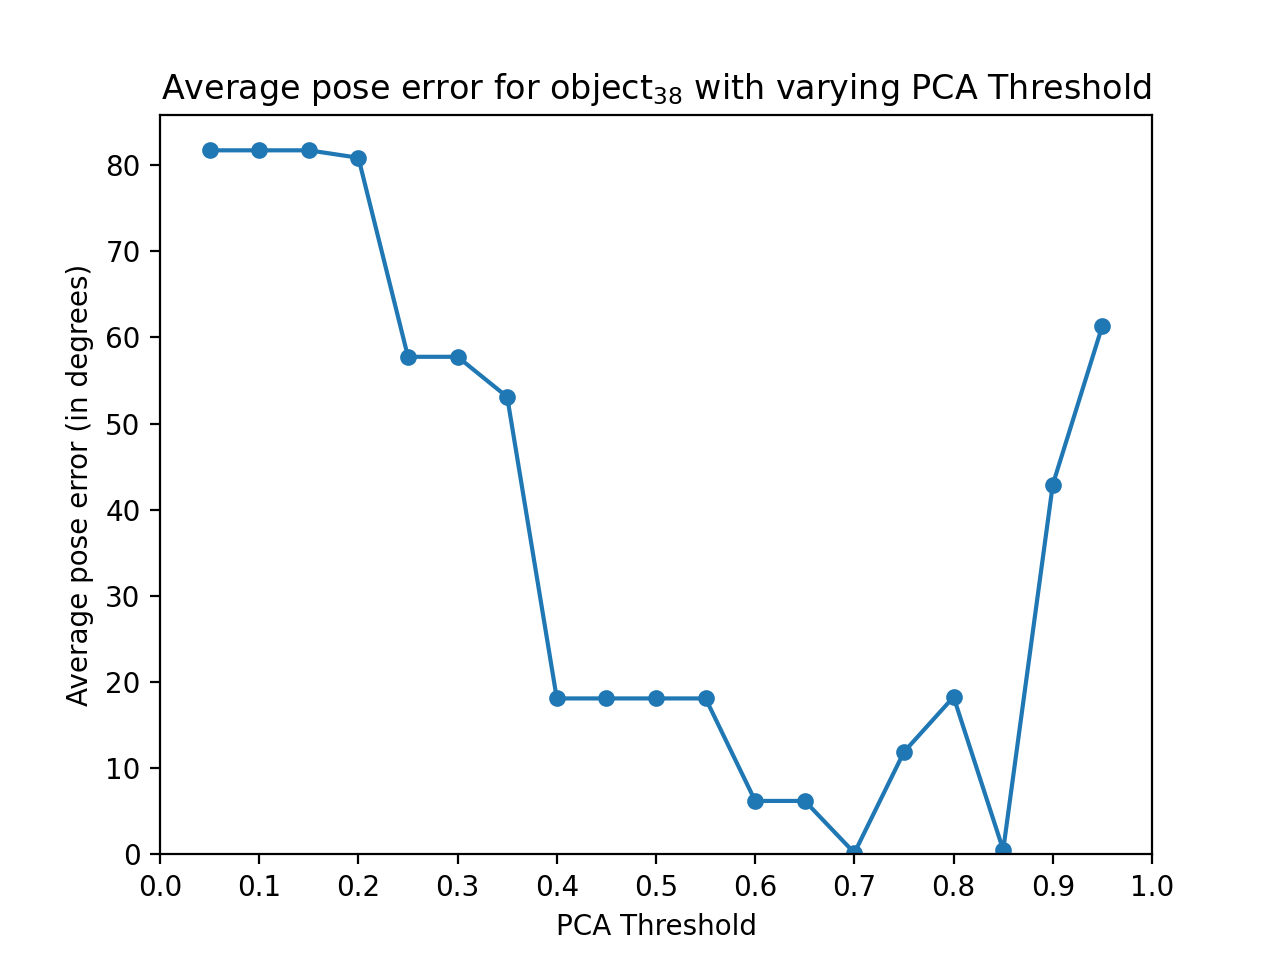 Average pose error for object₃₈ with varying PCA Threshold
80
70
60
50
40
30
20
10
0
Average pose error (in degrees)
0.0 0.1 0.2 0.3 0.4 0.5 0.6 0.7 0.8 0.9 1.0
PCA Threshold